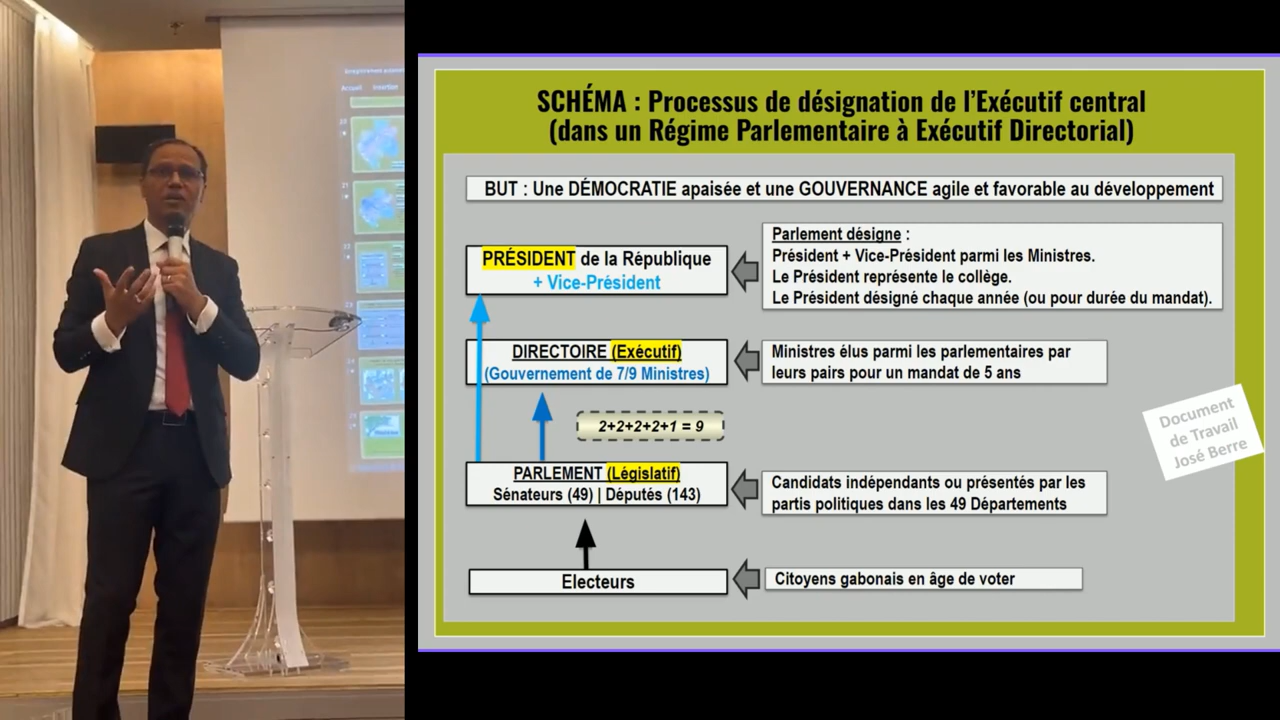 SCHÉMA : Processus de désignation de l'Exécutif central
(dans un Régime Parlementaire à Exécutif Directorial)
BUT : Une DÉMOCRATIE apaisée et une GOUVERNANCE agile et favorable au développement
PRÉSIDENT de la République
+ Vice-Président
Parlement désigne :
Président + Vice-Président parmi les Ministres.
Le Président représente le collège.
Le Président désigné chaque année (ou pour durée du mandat).
DIRECTOIRE (Exécutif)
(Gouvernement de 7/9 Ministres)
Ministres élus parmi les parlementaires par
leurs pairs pour un mandat de 5 ans
2+2+2+2+1 = 9
Document
de Travail
José Berre
PARLEMENT (Législatif)
Sénateurs (49) | Députés (143)
Candidats indépendants ou présentés par les
partis politiques dans les 49 Départements
Electeurs
Citoyens gabonais en âge de voter
Accueil Insertion